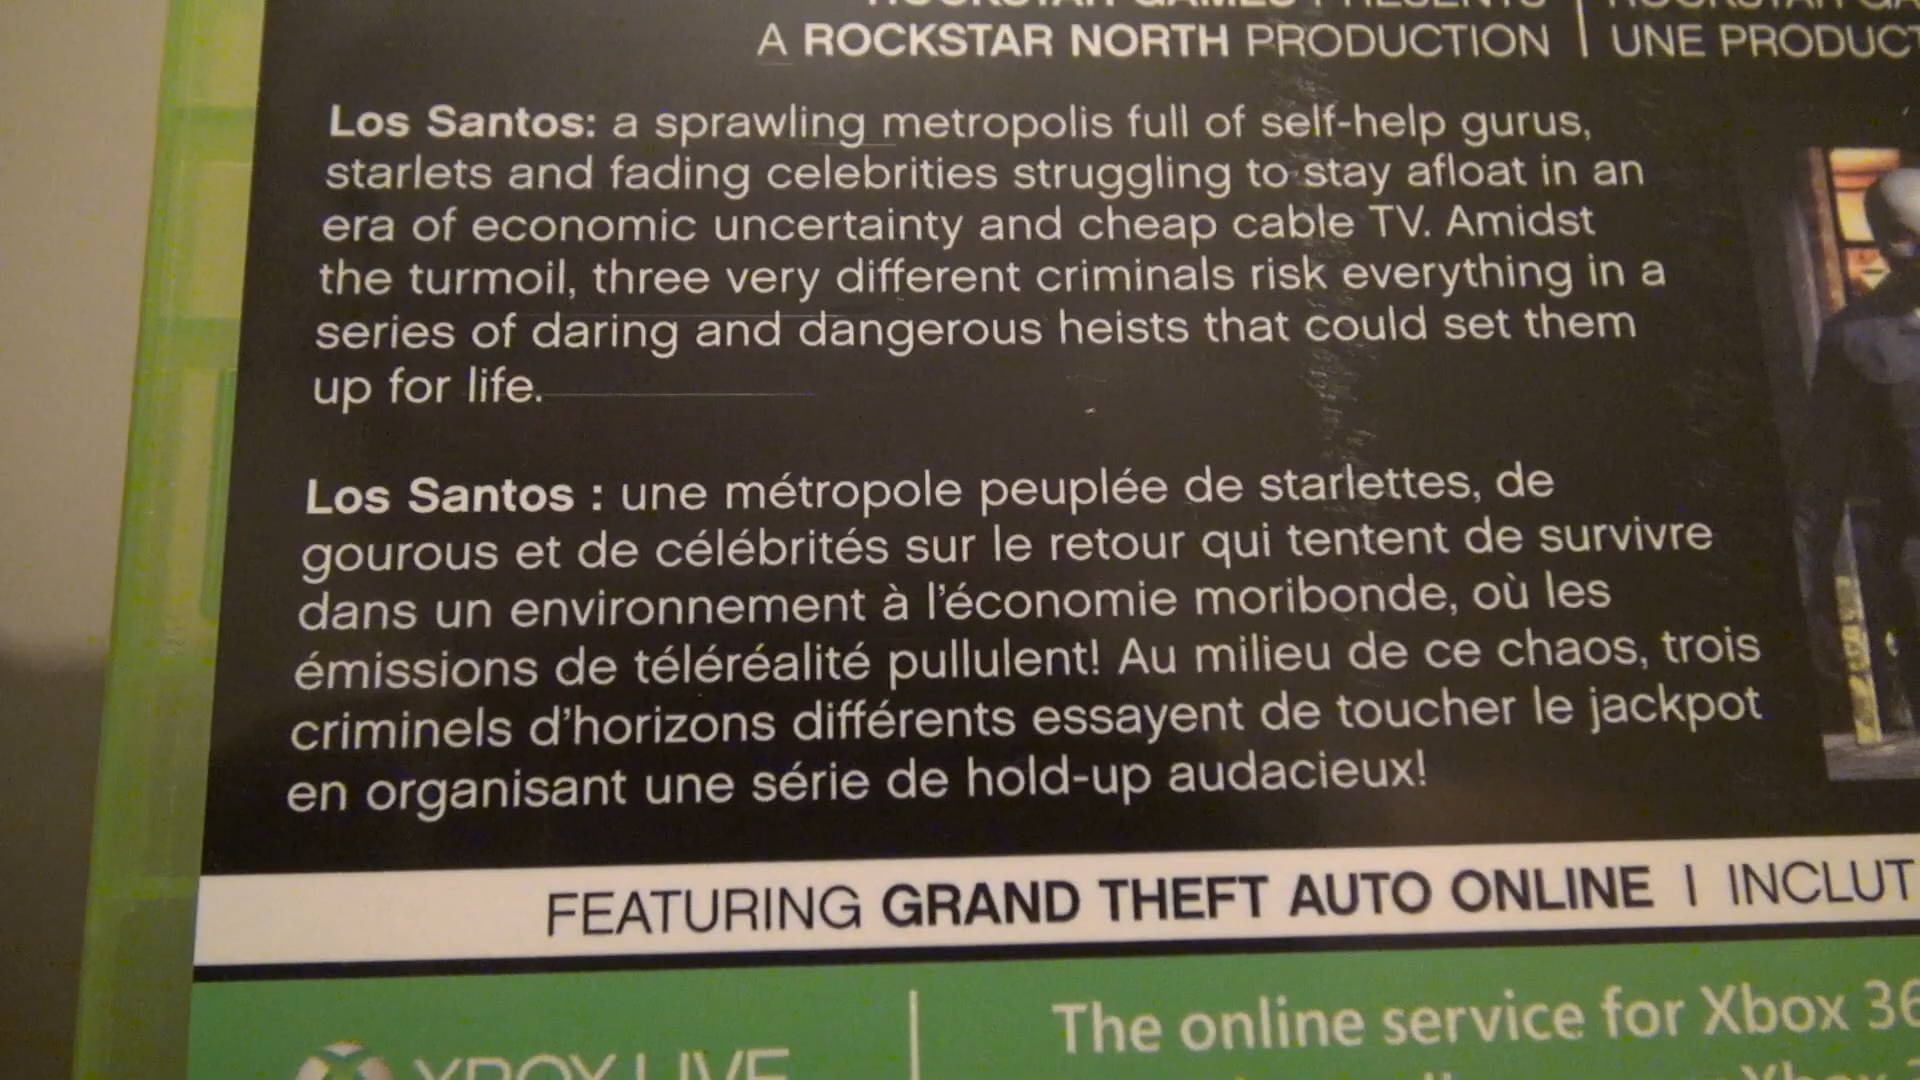 ROCKSTAR GAMES PRESENTS
A ROCKSTAR NORTH PRODUCTION | UNE
Los Santos: a sprawling metropolis full of self-help gurus,
starlets and fading celebrities struggling to stay afloat in an
era of economic uncertainty and cheap cable TV. Amidst
the turmoil, three very different criminals risk everything in a
series of daring and dangerous heists that could set them
up for life.
Los Santos : une métropole peuplée de starlettes, de
gourous et de célébrités sur le retour qui tentent de survivre
dans un environnement à l'économie moribonde, où les
émissions de téléréalité pullulent! Au milieu de ce chaos, trois
criminels d'horizons différents essayent de toucher le jackpot
en organisant une série de hold-up audacieux!
FEATURING GRAND THEFT AUTO ONLINE | INCLUT
The online service for Xbox
XBOX LIVE